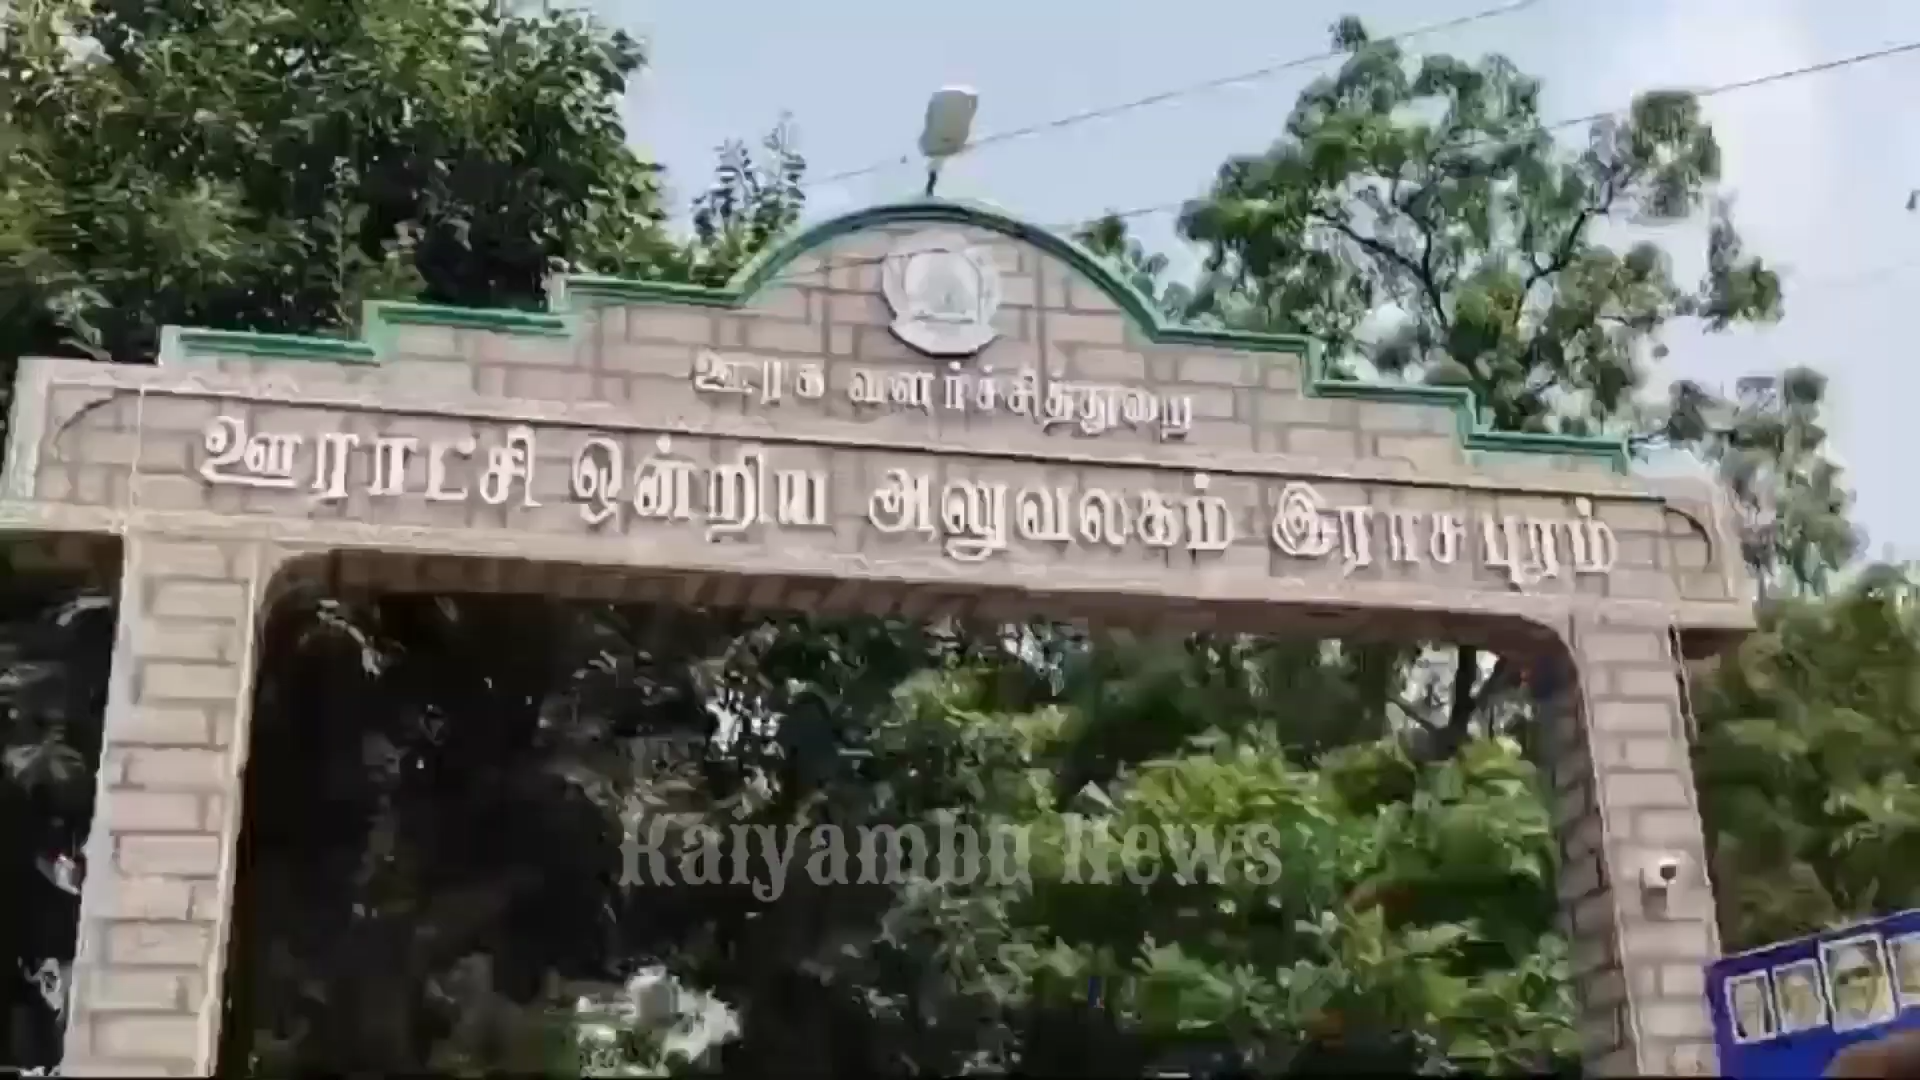 ஊரக வளர்ச்சித்துறை
ஊராட்சி ஒன்றிய அலுவலகம் இராசபுரம்
Kaiyambu News